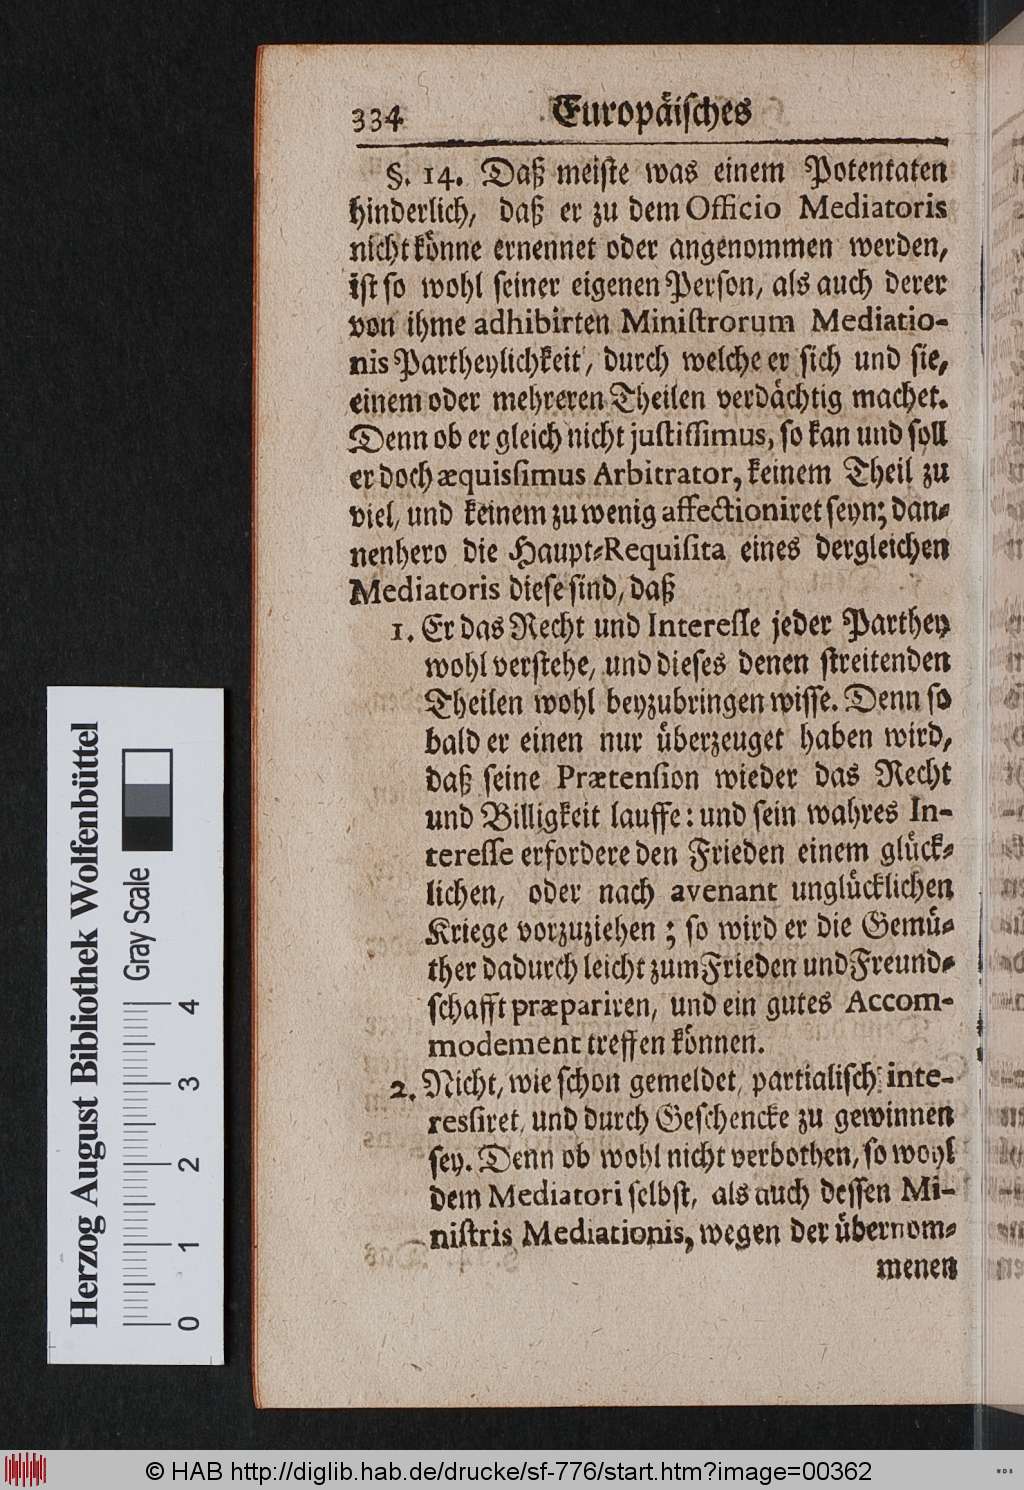 334 Europäiſches
§. 14. Daß meiſte was einem Potentaten
hinderlich, daß er zu dem Officio Mediatoris
nicht könne ernennet oder angenommen werden,
iſt ſo wohl ſeiner eigenen Perſon, als auch derer
von ihme adhibirten Miniſtrorum Mediatio-
nis Partheylichkeit, durch welche er ſich und ſie,
einem oder mehreren Theilen verdächtig machet.
Denn ob er gleich nicht juſtiſſimus, ſo kan und ſoll
er doch æquisſimus Arbitrator, keinem Theil zu
viel, und keinem zu wenig affectioniret ſeyn; dan-
nenhero die Haupt-Requiſita eines dergleichen
Mediatoris dieſe ſind, daß
1. Er das Recht und Intereſſe jeder Parthey
wohl verſtehe, und dieſes denen ſtreitenden
Theilen wohl beyzubringen wiſſe. Denn ſo
bald er einen nur überzeuget haben wird,
daß ſeine Prætenſion wieder das Recht
und Billigkeit lauffe: und ſein wahres In-
tereſſe erfordere den Frieden einem glück-
lichen, oder nach avenant unglücklichen
Kriege vorzuziehen; ſo wird er die Gemü-
ther dadurch leicht zum Frieden und Freund-
ſchafft præpariren, und ein gutes Accom-
modement treffen können.
2. Nicht, wie ſchon gemeldet, partialiſch inte-
resſiret, und durch Geſchencke zu gewinnen
ſey. Denn ob wohl nicht verbothen, ſo wohl
dem Mediatori ſelbſt, als auch deſſen Mi-
niſtris Mediationis, wegen der übernom-
menen
Herzog August Bibliothek Wolfenbüttel
Gray Scale
0 1 2 3 4
© HAB http://diglib.hab.de/drucke/sf-776/start.htm?image=00362